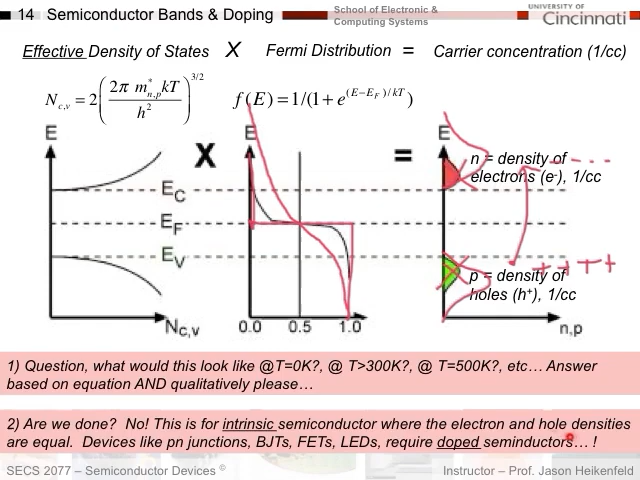 14 Semiconductor Bands & Doping
School of Electronic &
Computing Systems
UNIVERSITY OF
Cincinnati
Effective Density of States X Fermi Distribution = Carrier concentration (1/cc)
N_{c,v} = 2(2π m*_{n,p} kT / h²)^{3/2}
f(E) = 1/(1 + e^{(E−E_F)/kT})
E E E
X =
n = density of
electrons (e-), 1/cc
E_C
E_F
E_V
p = density of
holes (h+), 1/cc
N_{c,v} 0.0 0.5 1.0 n,p
1) Question, what would this look like @T=0K?, @ T>300K?, @ T=500K?, etc… Answer
based on equation AND qualitatively please…
2) Are we done? No! This is for intrinsic semiconductor where the electron and hole densities
are equal. Devices like pn junctions, BJTs, FETs, LEDs, require doped seminductors… !
SECS 2077 – Semiconductor Devices © Instructor – Prof. Jason Heikenfeld